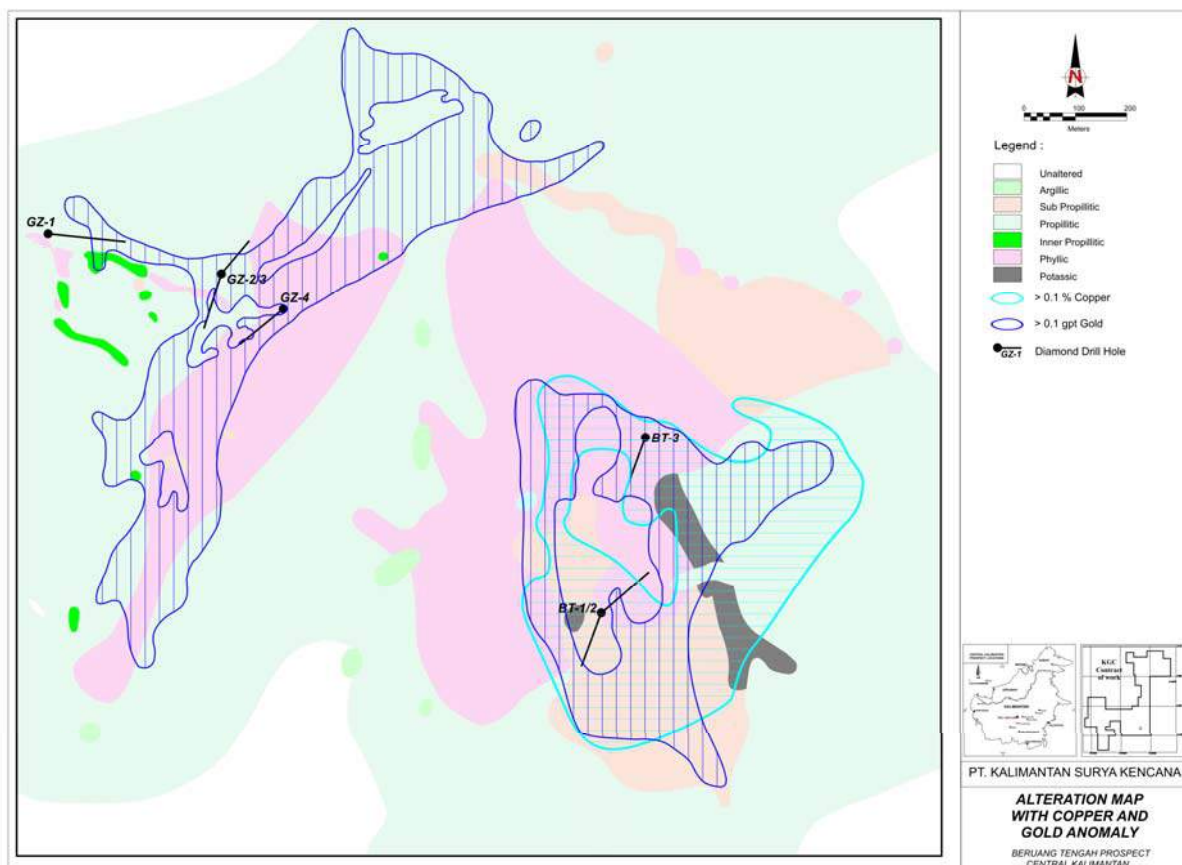 GZ-1
GZ-2/3
GZ-4
BT-3
BT-1/2
N
0 100 200
Meters
Legend :
Unaltered
Argillic
Sub Propillitic
Propillitic
Inner Propillitic
Phyllic
Potassic
> 0.1 % Copper
> 0.1 gpt Gold
GZ-1 Diamond Drill Hole
KGC
Contract
of work
PT. KALIMANTAN SURYA KENCANA
ALTERATION MAP
WITH COPPER AND
GOLD ANOMALY
BERUANG TENGAH PROSPECT
CENTRAL KALIMANTAN